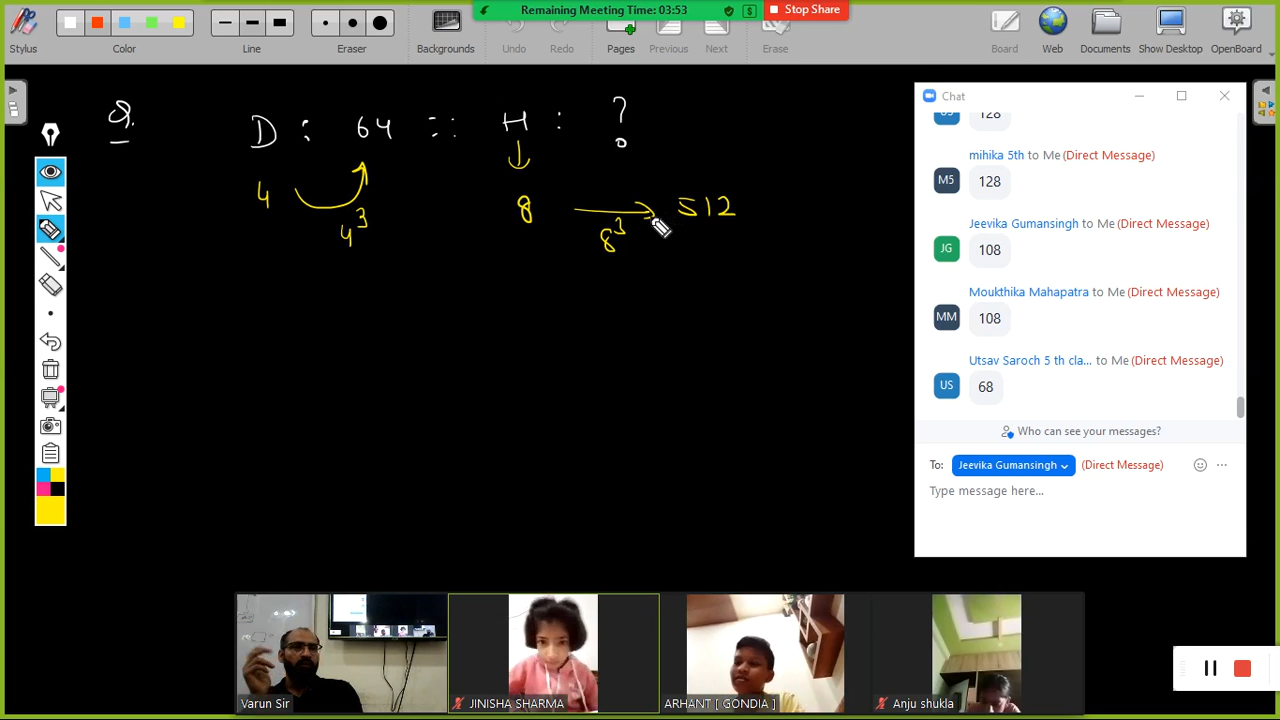 Remaining Meeting Time: 03:53
Stop Share
Stylus
Color
Line
Eraser
Backgrounds
Undo
Redo
Pages
Previous
Next
Erase
Board
Web
Documents
Show Desktop
OpenBoard
Q.
D : 64 :: H : ?
4
4³
8
8³
512
Chat
128
mihika 5th to Me (Direct Message)
M5
128
Jeevika Gumansingh to Me (Direct Message)
JG
108
Moukthika Mahapatra to Me (Direct Message)
MM
108
Utsav Saroch 5 th cla... to Me (Direct Message)
US
68
Who can see your messages?
To: Jeevika Gumansingh (Direct Message)
Type message here...
Varun Sir
JINISHA SHARMA
ARHANT [ GONDIA ]
Anju shukla